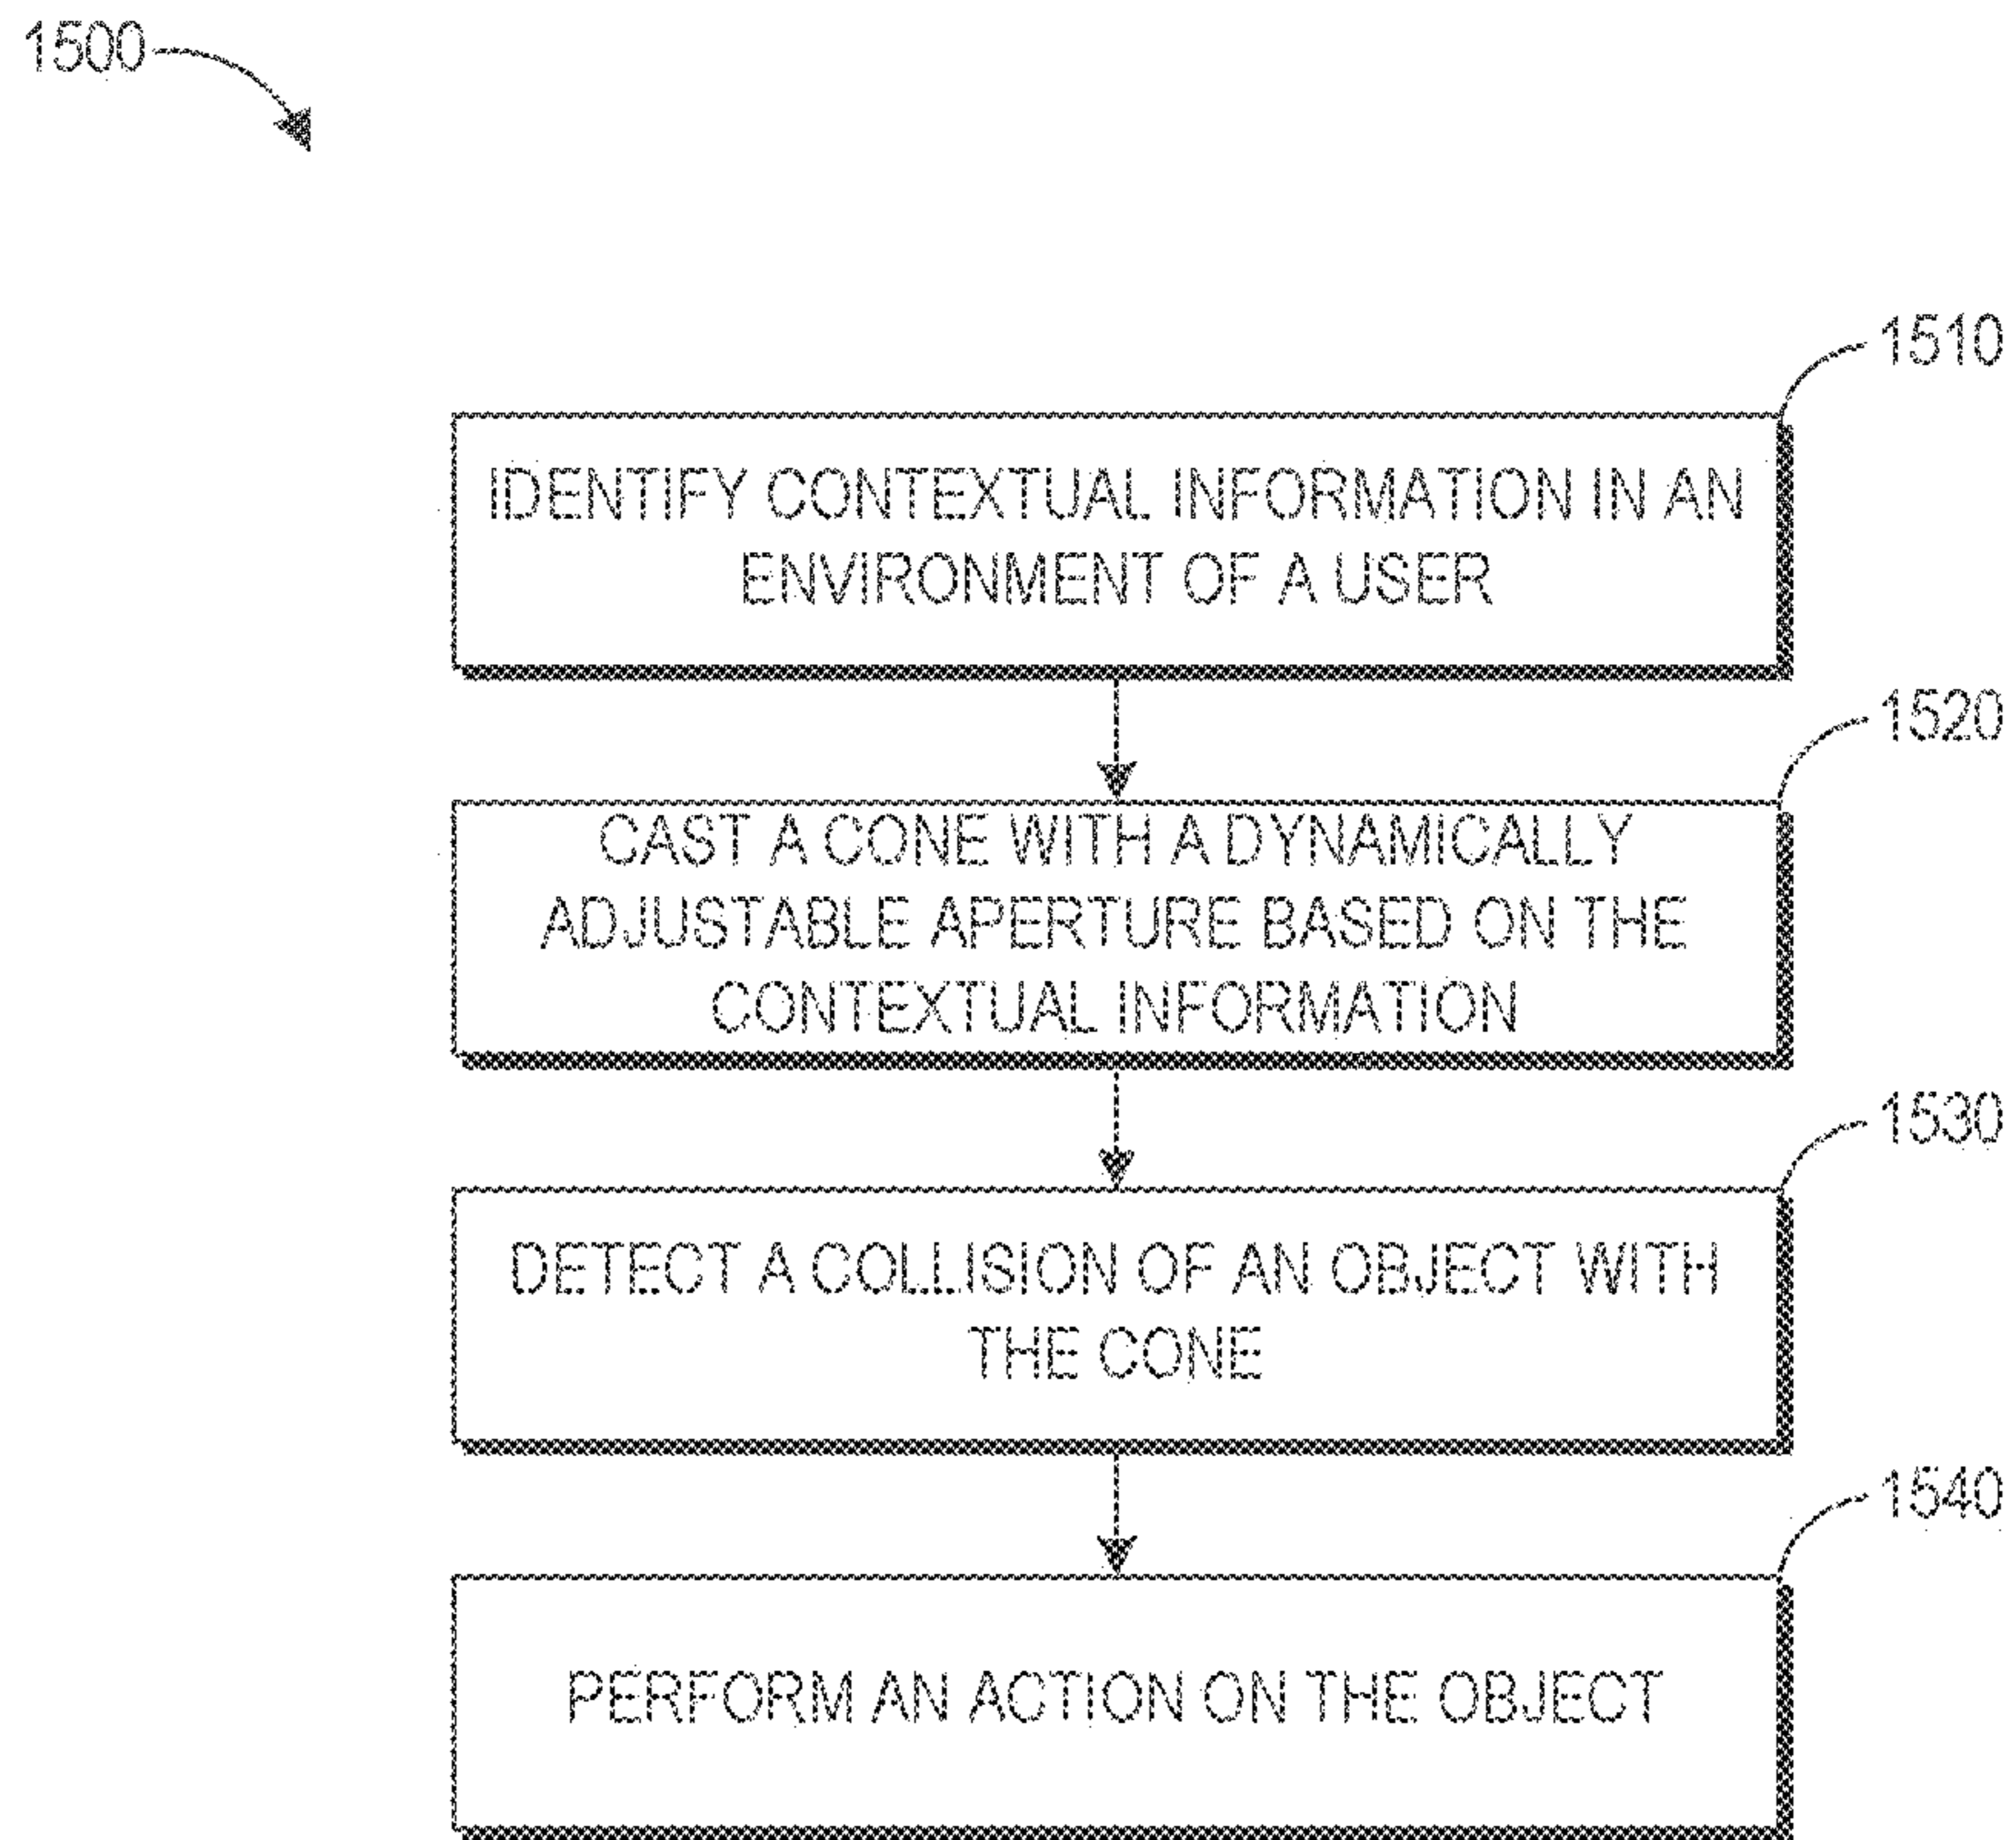 1500
1510
IDENTIFY CONTEXTUAL INFORMATION IN AN
ENVIRONMENT OF A USER
1520
CAST A CONE WITH A DYNAMICALLY
ADJUSTABLE APERTURE BASED ON THE
CONTEXTUAL INFORMATION
1530
DETECT A COLLISION OF AN OBJECT WITH
THE CONE
1540
PERFORM AN ACTION ON THE OBJECT